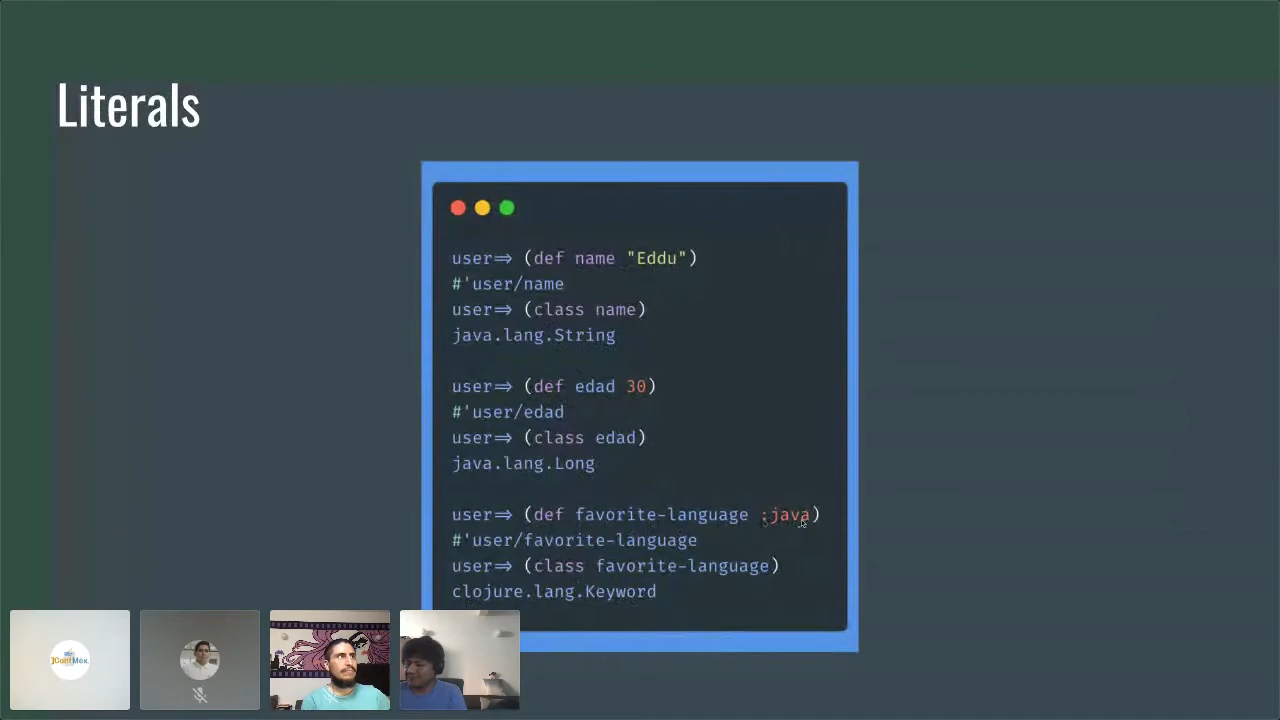 Literals
user=> (def name "Eddu")
#'user/name
user=> (class name)
java.lang.String
user=> (def edad 30)
#'user/edad
user=> (class edad)
java.lang.Long
user=> (def favorite-language :java)
#'user/favorite-language
user=> (class favorite-language)
clojure.lang.Keyword
JConfMex